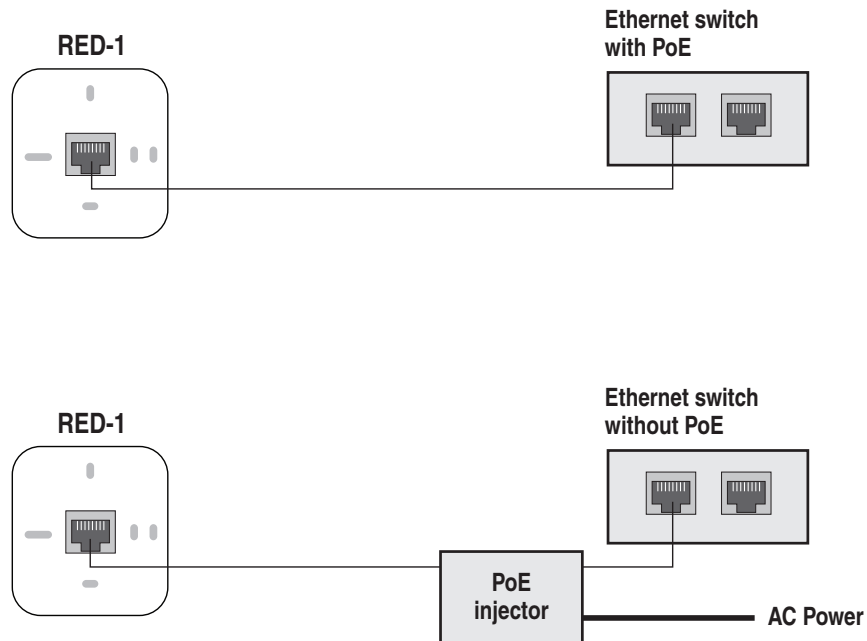 RED-1
Ethernet switch
with PoE
RED-1
Ethernet switch
without PoE
PoE
injector
AC Power